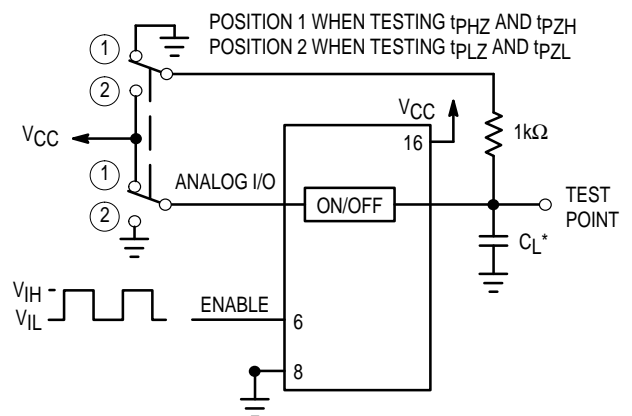 POSITION 1 WHEN TESTING tPHZ AND tPZH
POSITION 2 WHEN TESTING tPLZ AND tPZL
1
2
VCC
VCC
16
1kΩ
1
ANALOG I/O
ON/OFF
TEST
POINT
2
CL*
VIH
VIL
ENABLE
6
8